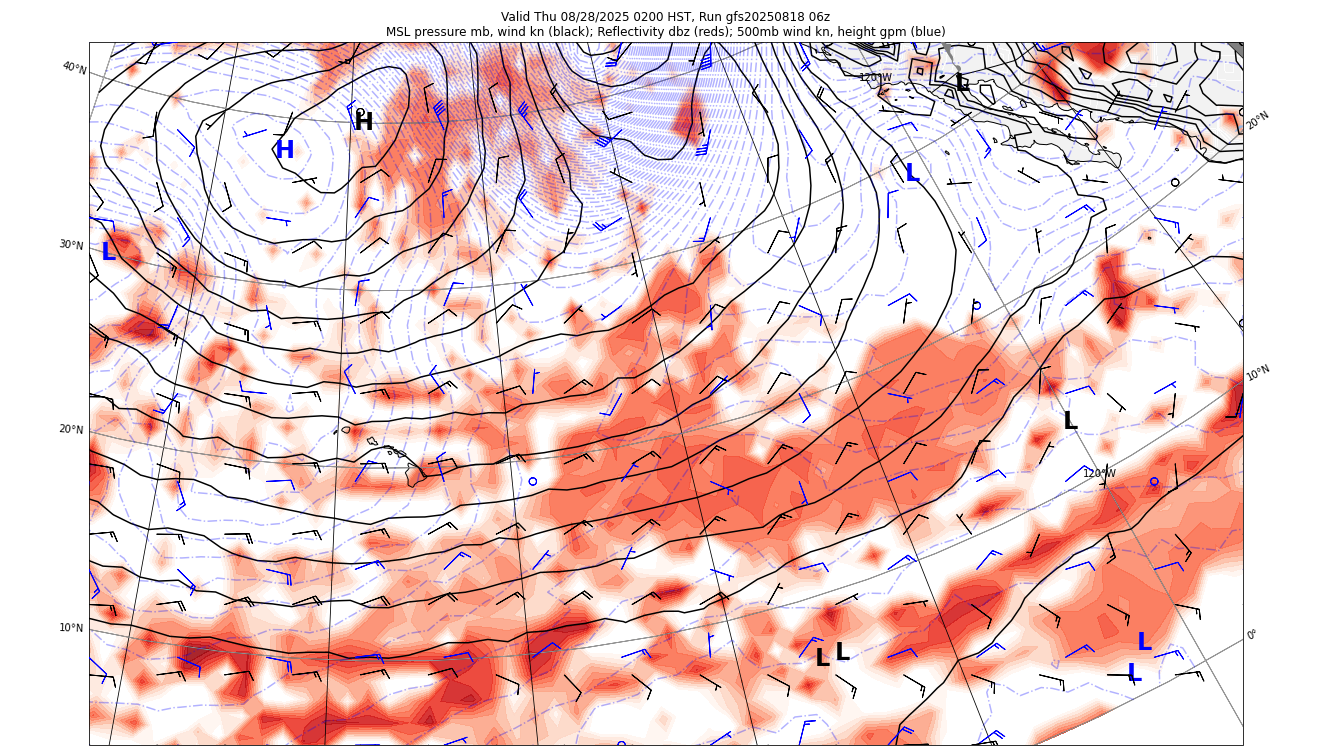 Valid Thu 08/28/2025 0200 HST, Run gfs20250818 06z
MSL pressure mb, wind kn (black); Reflectivity dbz (reds); 500mb wind kn, height gpm (blue)
40°N
120°W
L
H
20°N
H
L
30°N
L
10°N
20°N
L
120°W
10°N
0°
L
L
L
L